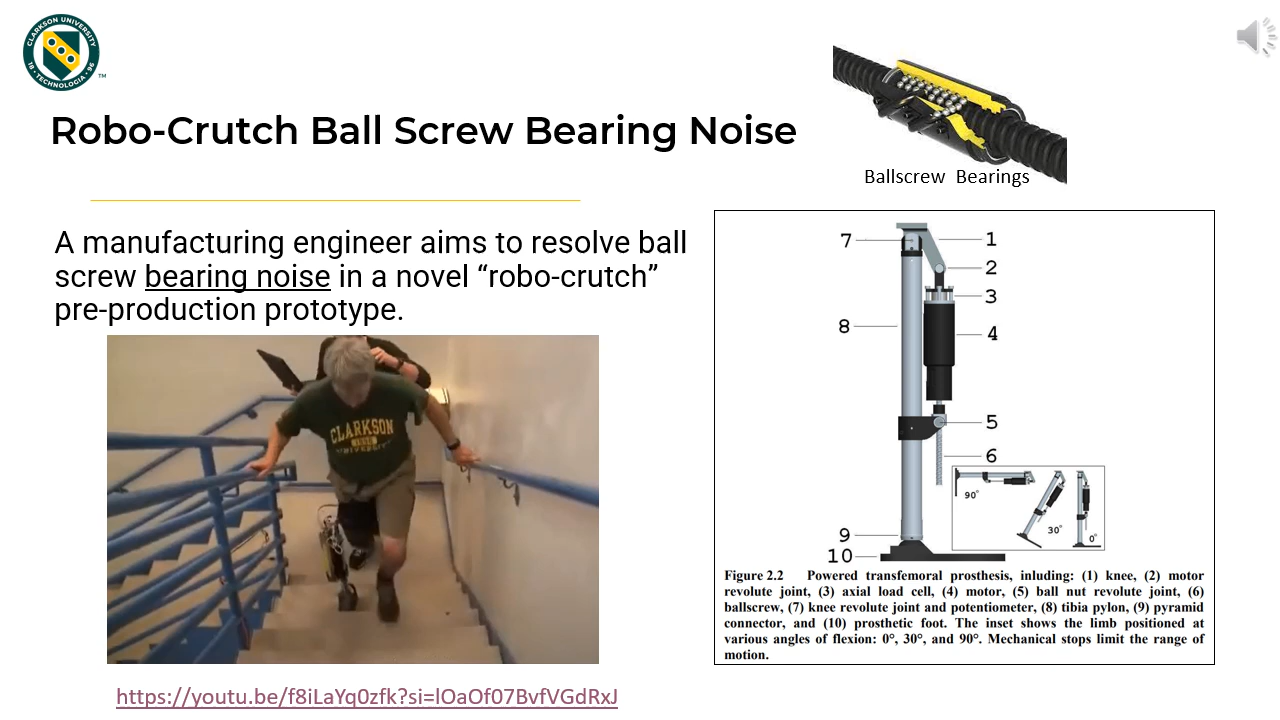 CLARKSON UNIVERSITY
18 · TECHNOLOGIA · 96
TM
Robo-Crutch Ball Screw Bearing Noise
Ballscrew Bearings
A manufacturing engineer aims to resolve ball
screw bearing noise in a novel “robo-crutch”
pre-production prototype.
CLARKSON
1896
UNIVERSITY
https://youtu.be/f8iLaYq0zfk?si=lOaOf07BvfVGdRxJ
7
1
2
3
8
4
5
6
90°
30°
0°
9
10
Figure 2.2 Powered transfemoral prosthesis, inluding: (1) knee, (2) motor
revolute joint, (3) axial load cell, (4) motor, (5) ball nut revolute joint, (6)
ballscrew, (7) knee revolute joint and potentiometer, (8) tibia pylon, (9) pyramid
connector, and (10) prosthetic foot. The inset shows the limb positioned at
various angles of flexion: 0°, 30°, and 90°. Mechanical stops limit the range of
motion.